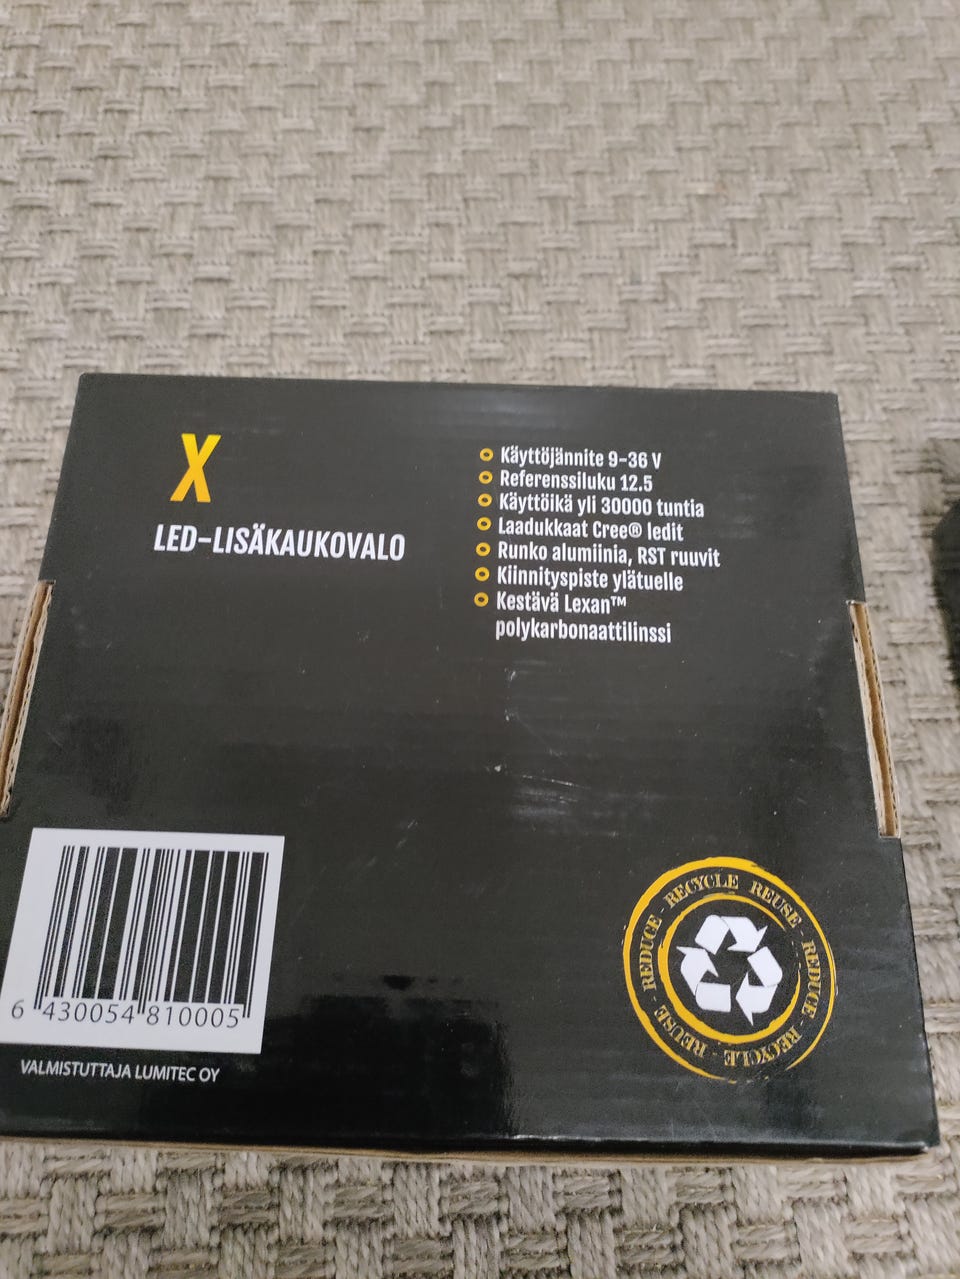 X
LED-LISÄKAUKOVALO
Käyttöjännite 9-36 V
Referenssiluku 12.5
Käyttöikä yli 30000 tuntia
Laadukkaat Cree® ledit
Runko alumiinia, RST ruuvit
Kiinnityspiste ylätuelle
Kestävä Lexan™
polykarbonaattilinssi
6 430054 810005
VALMISTUTTAJA LUMITEC OY
REDUCE - RECYCLE REUSE - REDUCE - RECYCLE - REUSE -